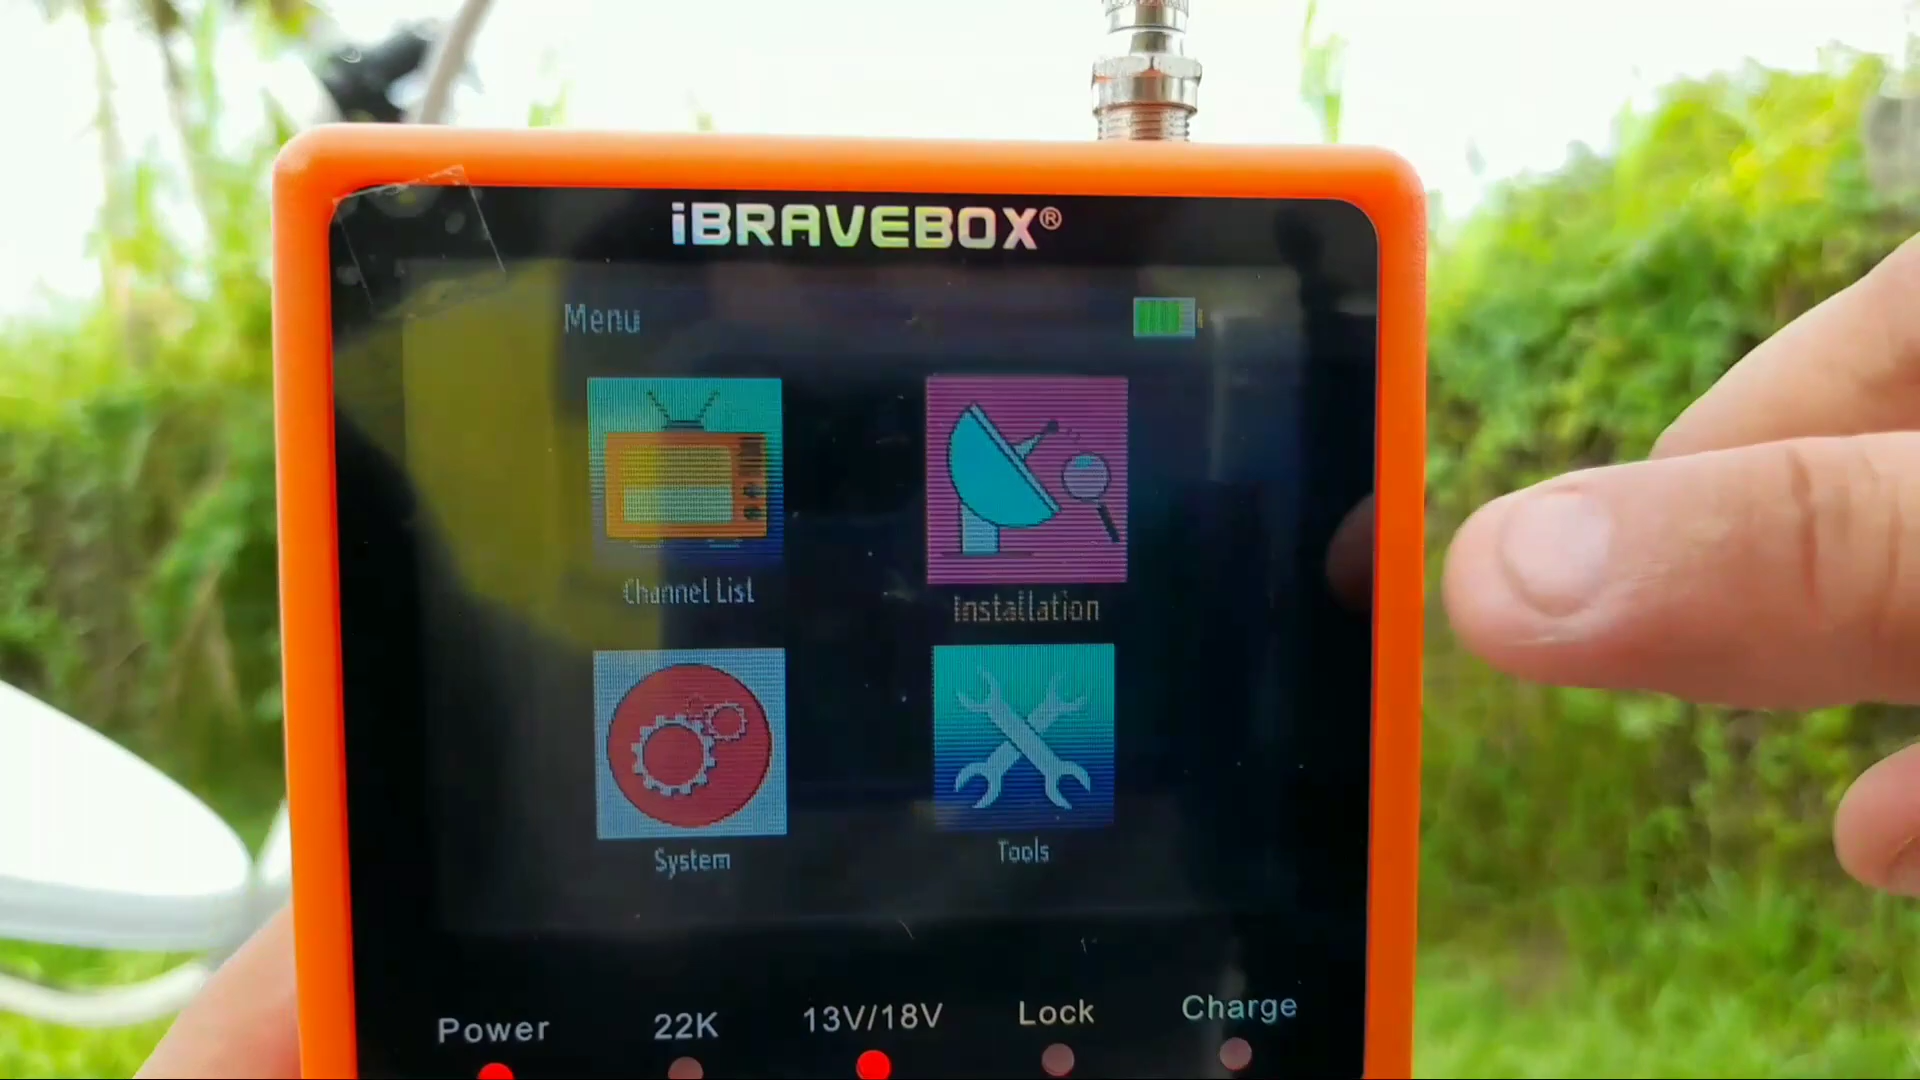 iBRAVEBOX®
Menu
Channel List
Installation
System
Tools
Power
22K
13V/18V
Lock
Charge